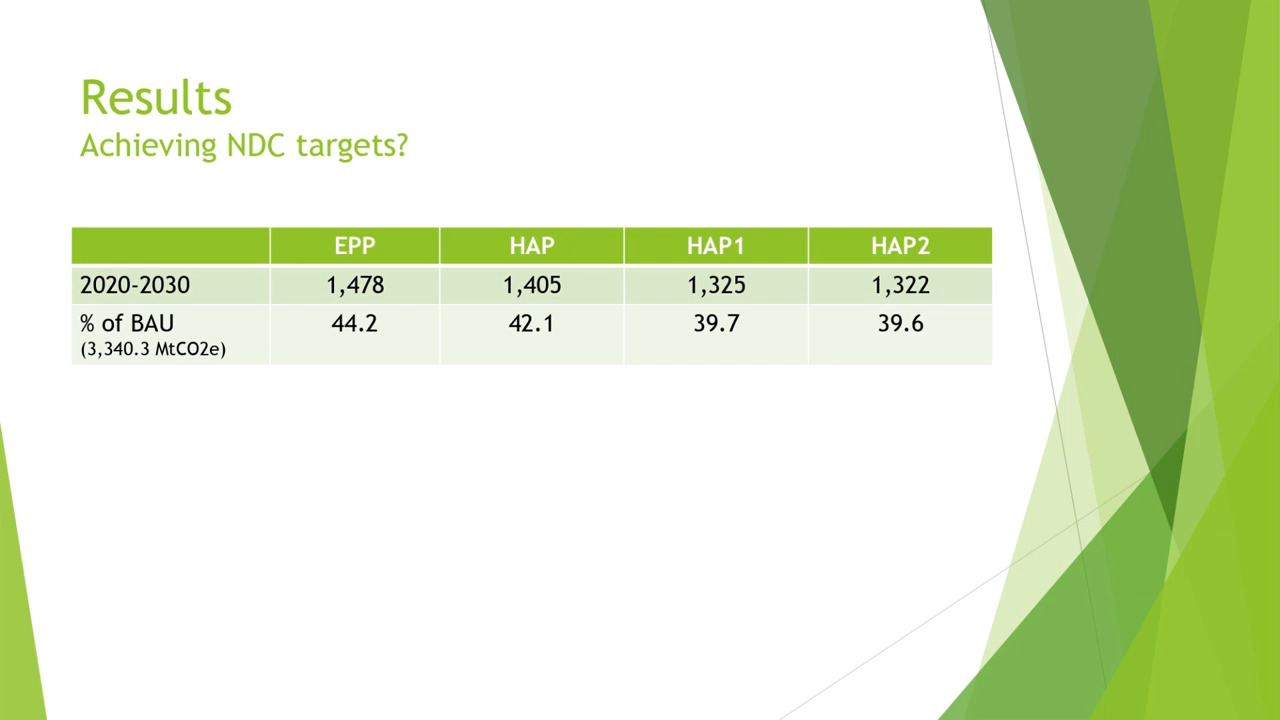 Results
Achieving NDC targets?
EPP HAP HAP1 HAP2
2020-2030 1,478 1,405 1,325 1,322
% of BAU 44.2 42.1 39.7 39.6
(3,340.3 MtCO2e)